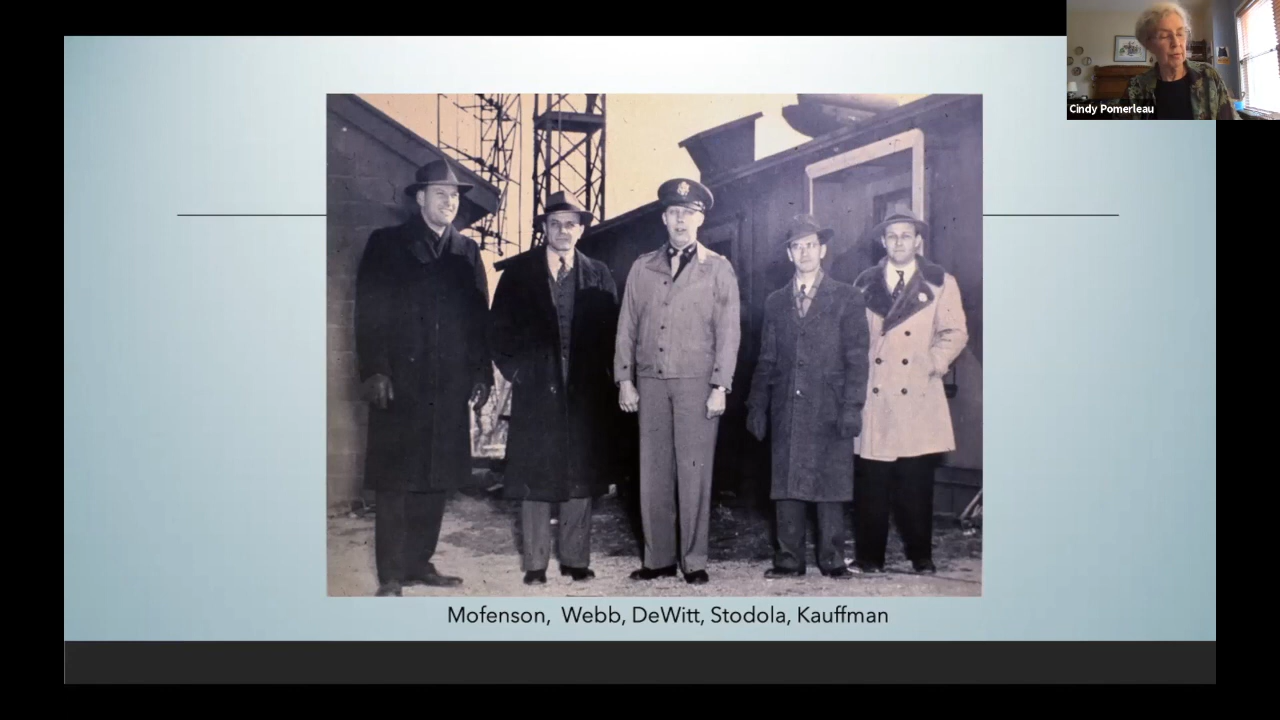 Cindy Pomerleau
Mofenson, Webb, DeWitt, Stodola, Kauffman